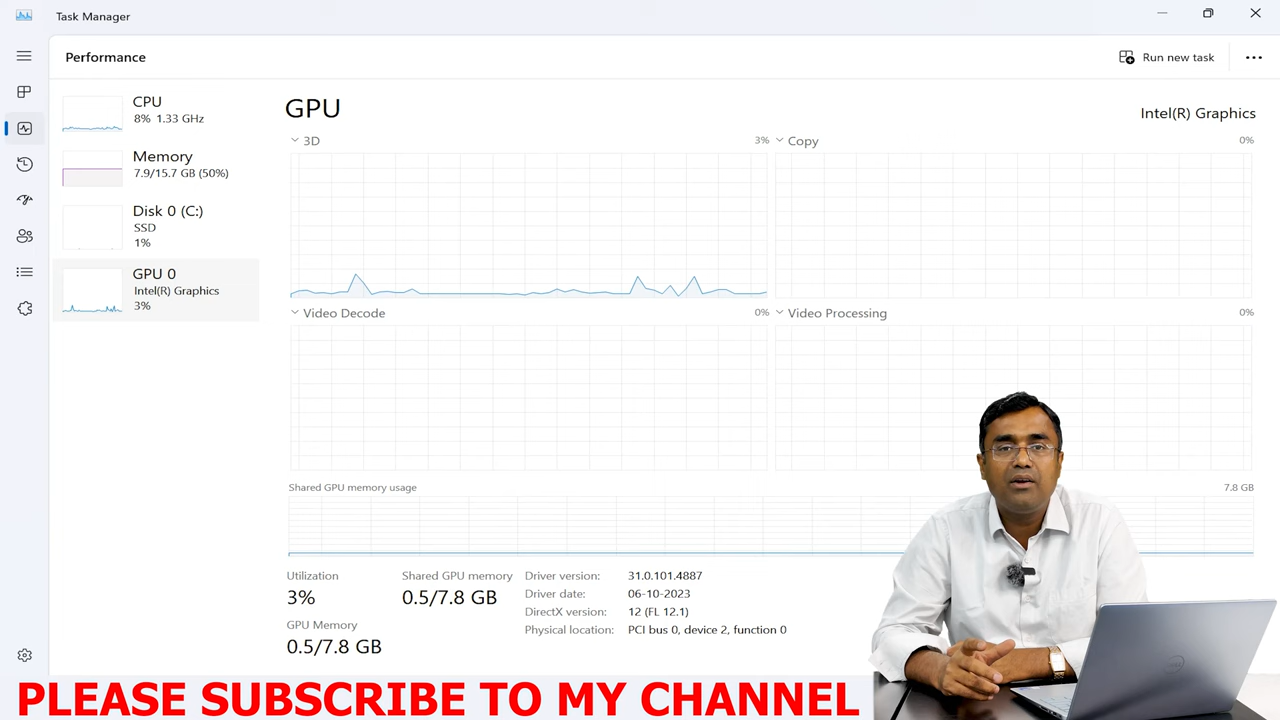 Task Manager
Performance
Run new task
CPU
8% 1.33 GHz
Memory
7.9/15.7 GB (50%)
Disk 0 (C:)
SSD
1%
GPU 0
Intel(R) Graphics
3%
GPU
Intel(R) Graphics
3D 3%
Copy 0%
Video Decode 0%
Video Processing 0%
Shared GPU memory usage 7.8 GB
Utilization
3%
Shared GPU memory
0.5/7.8 GB
GPU Memory
0.5/7.8 GB
Driver version: 31.0.101.4887
Driver date: 06-10-2023
DirectX version: 12 (FL 12.1)
Physical location: PCI bus 0, device 2, function 0
PLEASE SUBSCRIBE TO MY CHANNEL